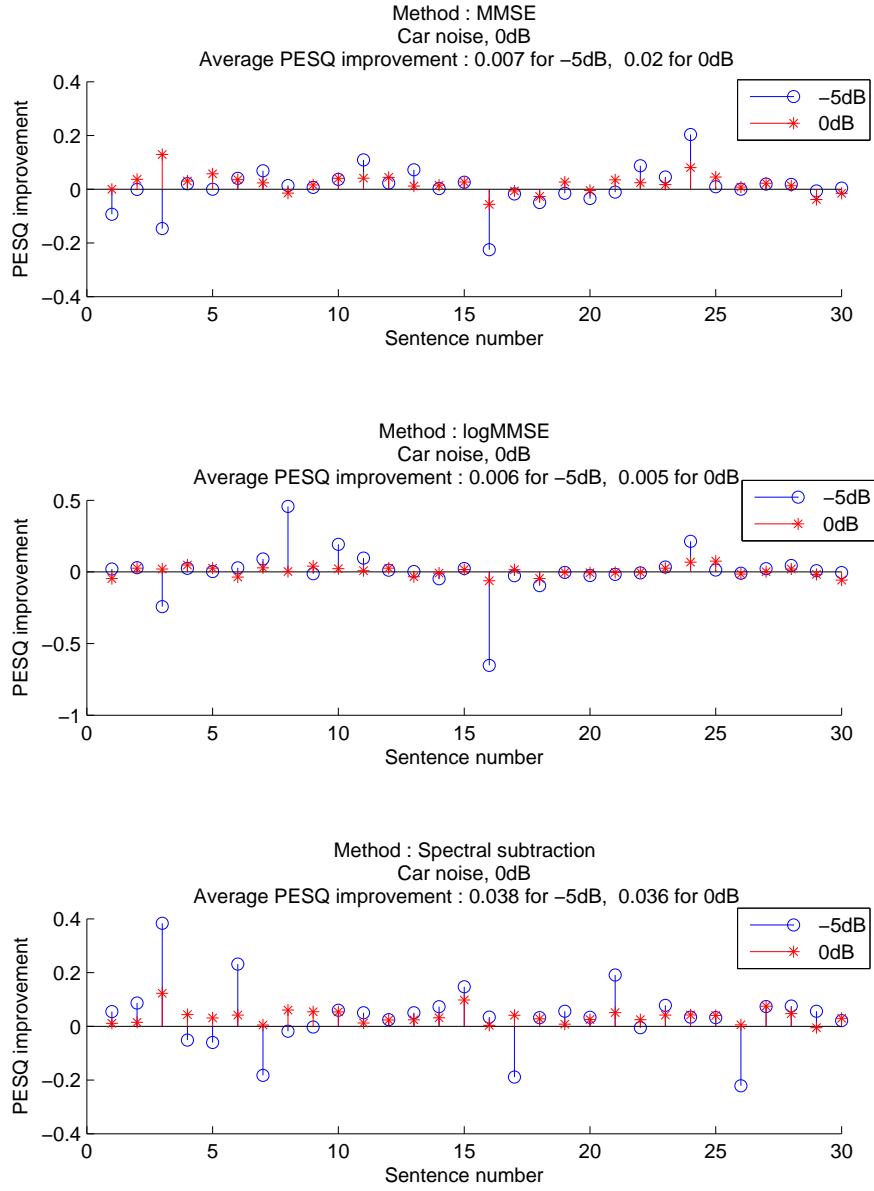 Method : MMSE
Car noise, 0dB
Average PESQ improvement : 0.007 for −5dB,  0.02 for 0dB
0.4
0.2
0
−0.2
−0.4
PESQ improvement
−5dB
0dB
0 5 10 15 20 25 30
Sentence number
Method : logMMSE
Car noise, 0dB
Average PESQ improvement : 0.006 for −5dB,  0.005 for 0dB
0.5
0
−0.5
−1
PESQ improvement
−5dB
0dB
0 5 10 15 20 25 30
Sentence number
Method : Spectral subtraction
Car noise, 0dB
Average PESQ improvement : 0.038 for −5dB,  0.036 for 0dB
0.4
0.2
0
−0.2
−0.4
PESQ improvement
−5dB
0dB
0 5 10 15 20 25 30
Sentence number